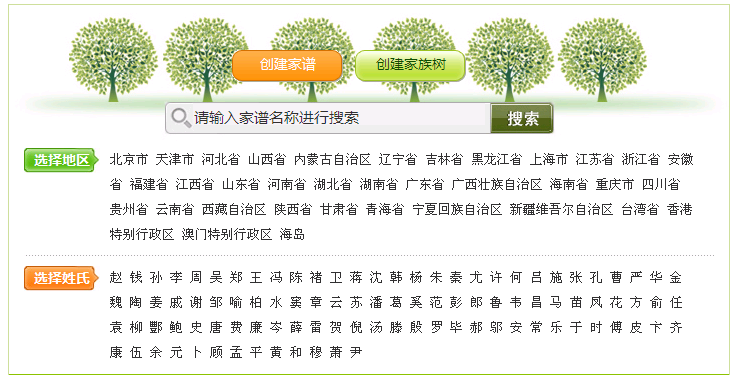 创建家谱 创建家族树
请输入家谱名称进行搜索 搜索
选择地区 北京市 天津市 河北省 山西省 内蒙古自治区 辽宁省 吉林省 黑龙江省 上海市 江苏省 浙江省 安徽
省 福建省 江西省 山东省 河南省 湖北省 湖南省 广东省 广西壮族自治区 海南省 重庆市 四川省
贵州省 云南省 西藏自治区 陕西省 甘肃省 青海省 宁夏回族自治区 新疆维吾尔自治区 台湾省 香港
特别行政区 澳门特别行政区 海岛
选择姓氏 赵 钱 孙 李 周 吴 郑 王 冯 陈 褚 卫 蒋 沈 韩 杨 朱 秦 尤 许 何 吕 施 张 孔 曹 严 华 金
魏 陶 姜 戚 谢 邹 喻 柏 水 窦 章 云 苏 潘 葛 奚 范 彭 郎 鲁 韦 昌 马 苗 凤 花 方 俞 任
袁 柳 酆 鲍 史 唐 费 廉 岑 薛 雷 贺 倪 汤 滕 殷 罗 毕 郝 邬 安 常 乐 于 时 傅 皮 卞 齐
康 伍 余 元 卜 顾 孟 平 黄 和 穆 萧 尹